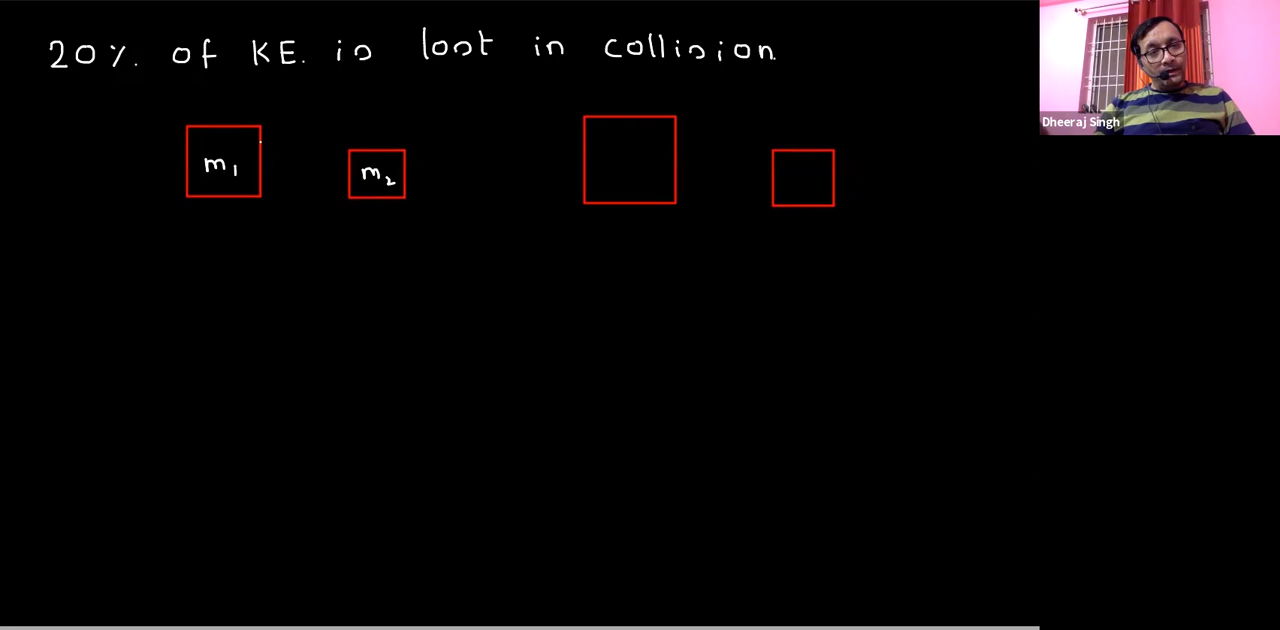 20% of KE. is lost in collision.
m1 m2
Dheeraj Singh